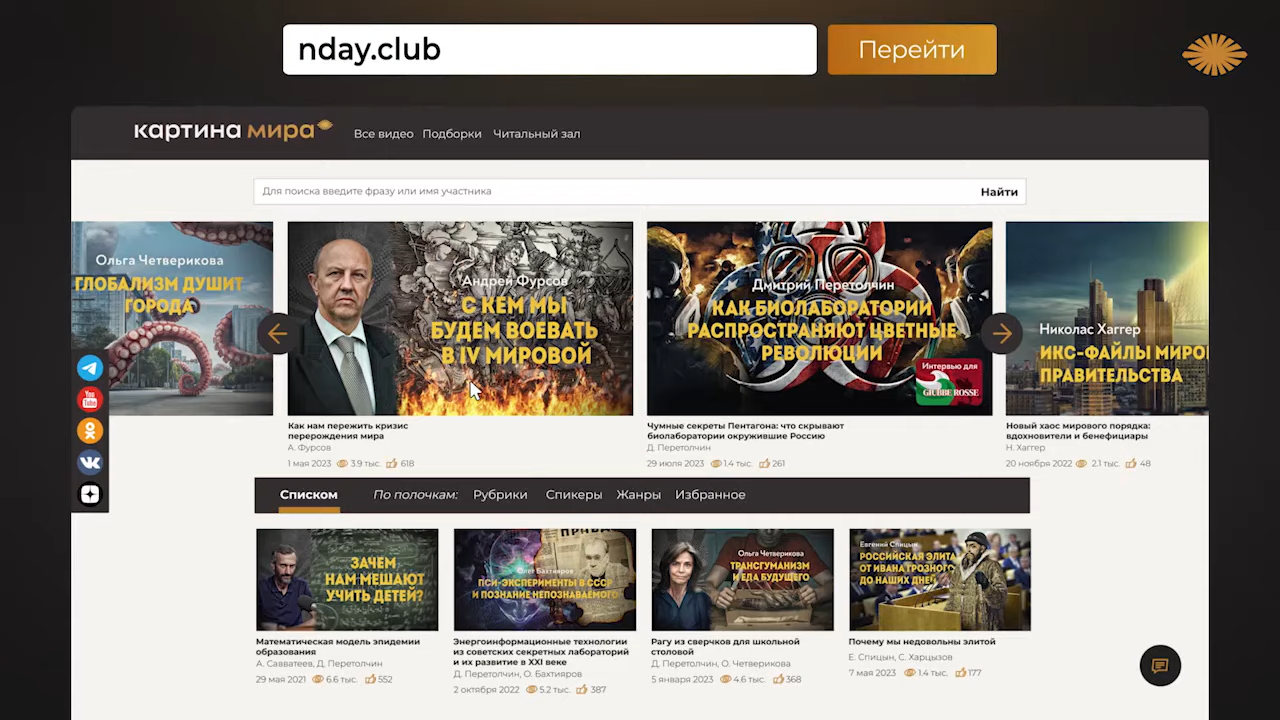 nday.club
Перейти
картина мира
Все видео Подборки Читальный зал
Для поиска введите фразу или имя участника
Найти
Ольга Четверикова
ГЛОБАЛИЗМ ДУШИТ
ГОРОДА
Андрей Фурсов
С КЕМ МЫ
БУДЕМ ВОЕВАТЬ
В IV МИРОВОЙ
Как нам пережить кризис
перерождения мира
А. Фурсов
1 мая 2023 3.9 тыс. 618
Дмитрий Перетолчин
КАК БИОЛАБОРАТОРИИ
РАСПРОСТРАНЯЮТ ЦВЕТНЫЕ
РЕВОЛЮЦИИ
Интервью для
GIUBBE ROSSE
Чумные секреты Пентагона: что скрывают
биолаборатории окружившие Россию
Д. Перетолчин
29 июля 2023 1.4 тыс. 261
Николас Хаггер
ИКС-ФАЙЛЫ МИРО
ПРАВИТЕЛЬСТВА
Новый хаос мирового порядка:
вдохновители и бенефициары
Н. Хаггер
20 ноября 2022 2.1 тыс. 48
You
Tube
Списком По полочкам: Рубрики Спикеры Жанры Избранное
ЗАЧЕМ
НАМ МЕШАЮТ
УЧИТЬ ДЕТЕЙ?
Математическая модель эпидемии
образования
А. Савватеев, Д. Перетолчин
29 мая 2021 6.6 тыс. 552
Олег Бахтияров
ПСИ-ЭКСПЕРИМЕНТЫ В СССР
И ПОЗНАНИЕ НЕПОЗНАВАЕМОГО
Энергоинформационные технологии
из советских секретных лабораторий
и их развитие в XXI веке
Д. Перетолчин, О. Бахтияров
2 октября 2022 5.2 тыс. 387
Ольга Четверикова
ТРАНСГУМАНИЗМ
И ЕДА БУДУЩЕГО
Рагу из сверчков для школьной
столовой
Д. Перетолчин, О. Четверикова
5 января 2023 4.6 тыс. 368
Евгений Спицын
РОССИЙСКАЯ ЭЛИТА
ОТ ИВАНА ГРОЗНОГО
ДО НАШИХ ДНЕЙ
Почему мы недовольны элитой
Е. Спицын, С. Харцызов
7 мая 2023 1.4 тыс. 177